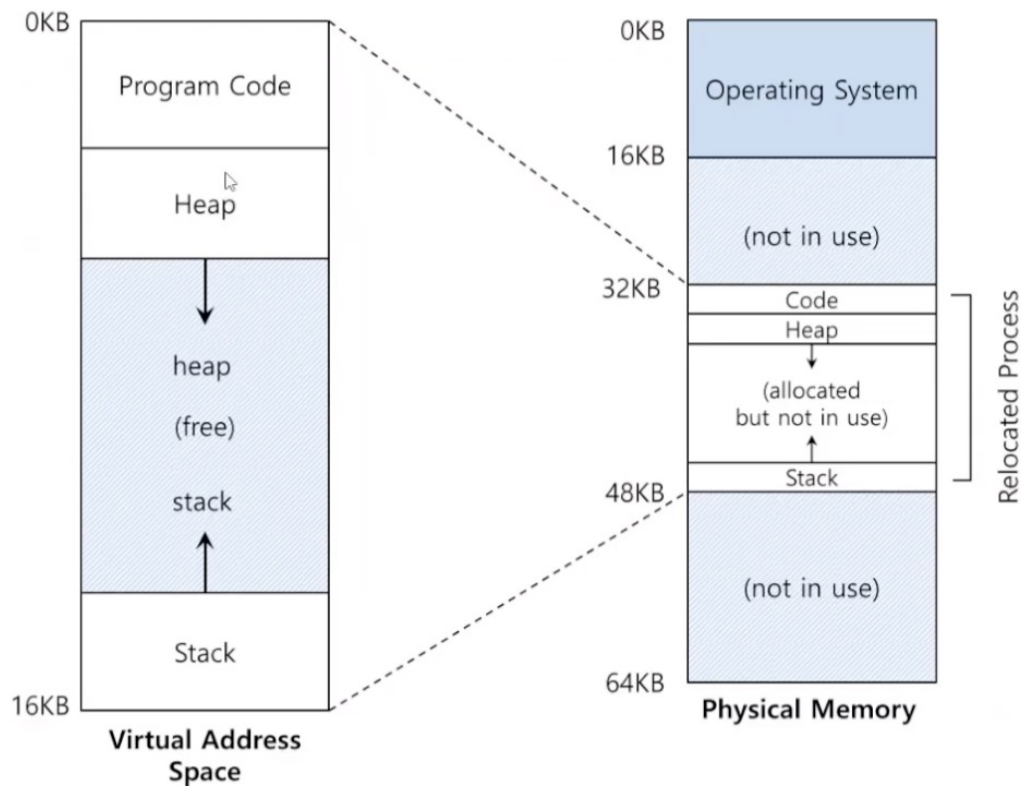 0KB
Program Code
Heap
heap
(free)
stack
Stack
16KB
Virtual Address
Space
0KB
Operating System
16KB
(not in use)
32KB
Code
Heap
(allocated
but not in use)
Stack
48KB
(not in use)
64KB
Physical Memory
Relocated Process